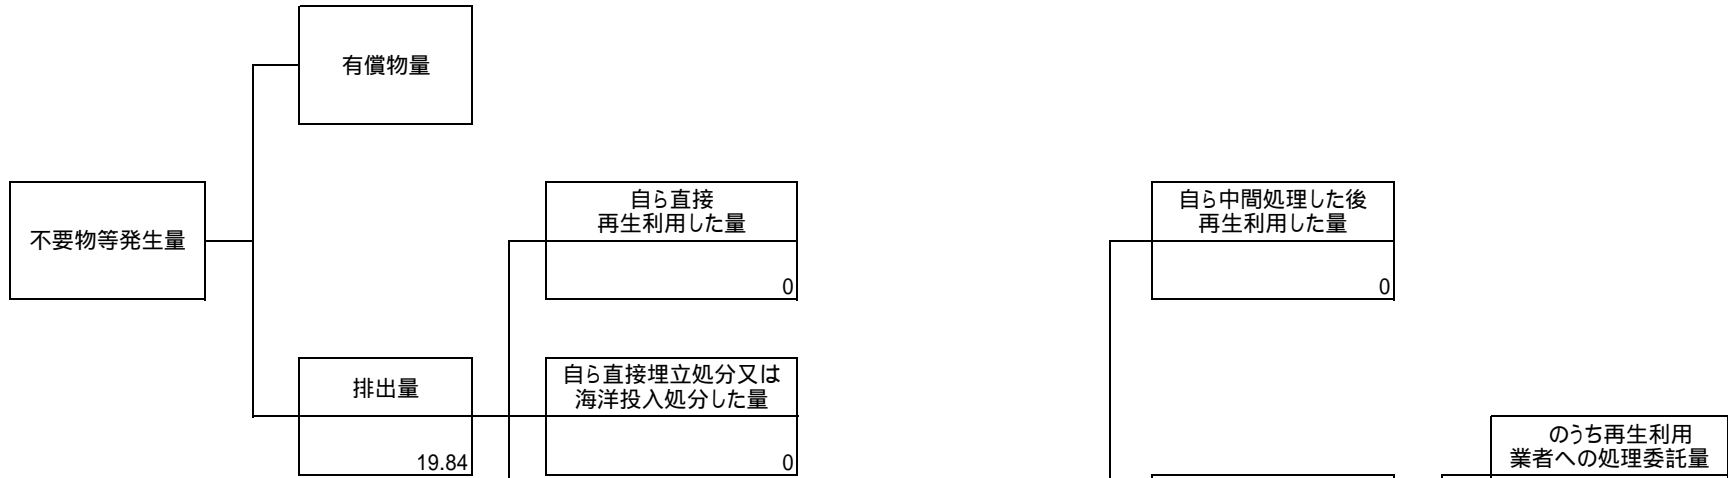 有償物量
不要物等発生量
自ら直接
再生利用した量
0
自ら中間処理した後
再生利用した量
0
排出量
19.84
自ら直接埋立処分又は
海洋投入処分した量
0
のうち再生利用
業者への処理委託量